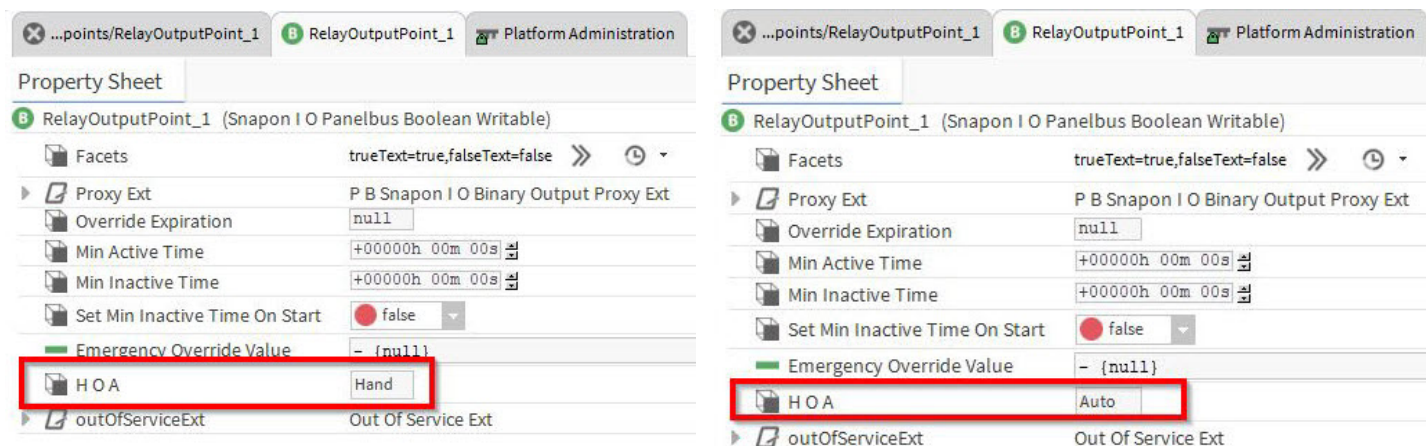 ...points/RelayOutputPoint_1 B RelayOutputPoint_1 Platform Administration
Property Sheet
B RelayOutputPoint_1 (Snapon I O Panelbus Boolean Writable)
Facets trueText=true,falseText=false
Proxy Ext P B Snapon I O Binary Output Proxy Ext
Override Expiration null
Min Active Time +00000h 00m 00s
Min Inactive Time +00000h 00m 00s
Set Min Inactive Time On Start false
Emergency Override Value - {null}
H O A Hand
outOfServiceExt Out Of Service Ext
...points/RelayOutputPoint_1 B RelayOutputPoint_1 Platform Administration
Property Sheet
B RelayOutputPoint_1 (Snapon I O Panelbus Boolean Writable)
Facets trueText=true,falseText=false
Proxy Ext P B Snapon I O Binary Output Proxy Ext
Override Expiration null
Min Active Time +00000h 00m 00s
Min Inactive Time +00000h 00m 00s
Set Min Inactive Time On Start false
Emergency Override Value - {null}
H O A Auto
outOfServiceExt Out Of Service Ext